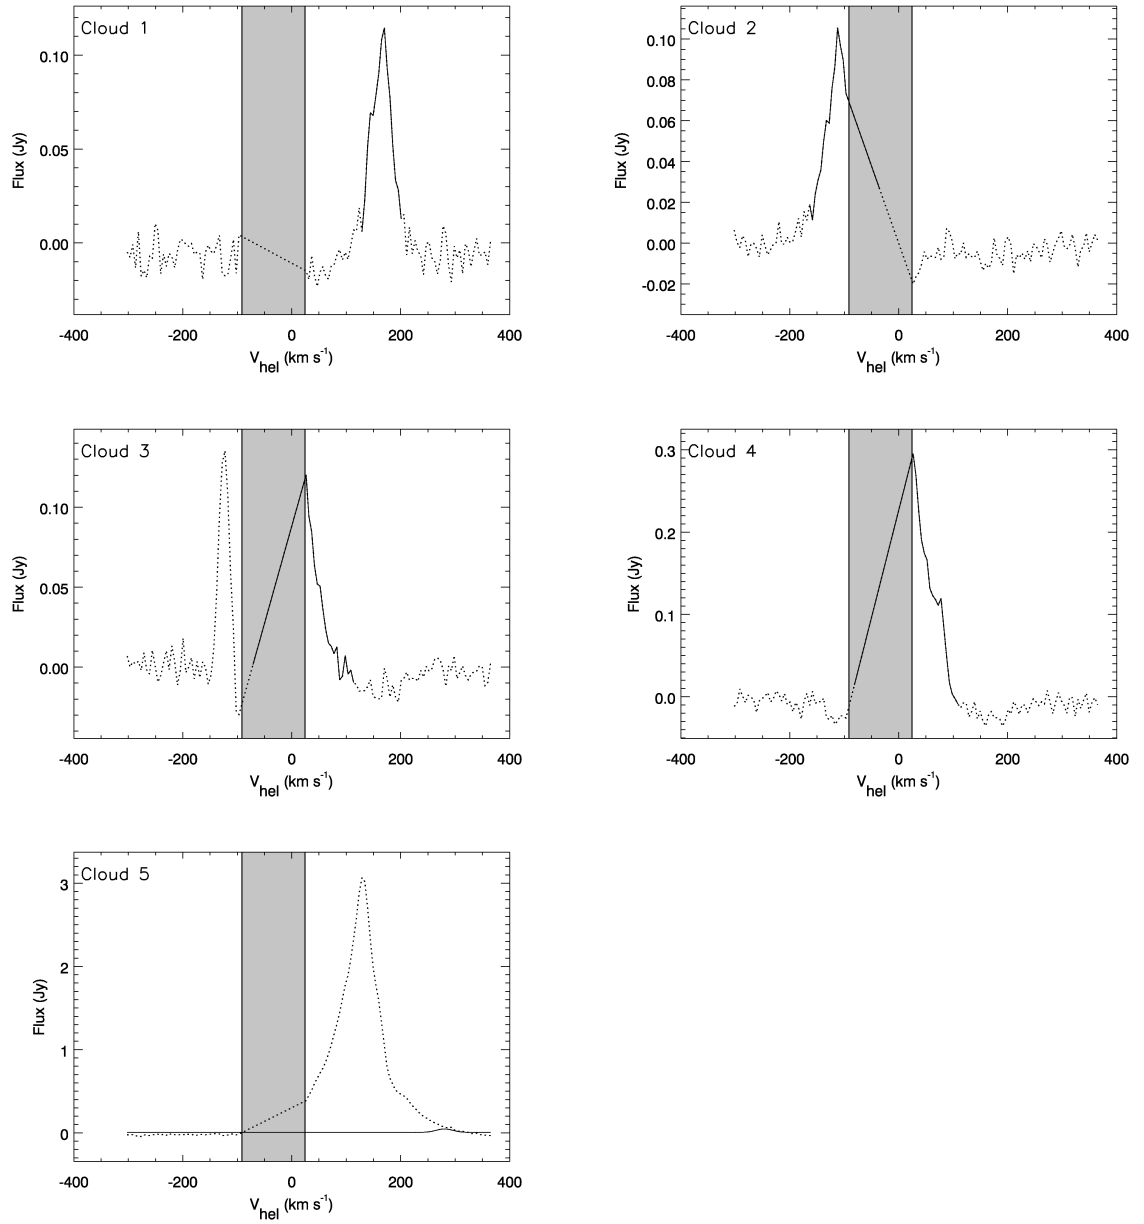 Cloud 1
Flux (Jy)
0.10
0.05
0.00
-400 -200 0 200 400
V_hel (km s^-1)
Cloud 2
Flux (Jy)
0.10
0.08
0.06
0.04
0.02
0.00
-0.02
-400 -200 0 200 400
V_hel (km s^-1)
Cloud 3
Flux (Jy)
0.10
0.05
0.00
-400 -200 0 200 400
V_hel (km s^-1)
Cloud 4
Flux (Jy)
0.3
0.2
0.1
0.0
-400 -200 0 200 400
V_hel (km s^-1)
Cloud 5
Flux (Jy)
3
2
1
0
-400 -200 0 200 400
V_hel (km s^-1)